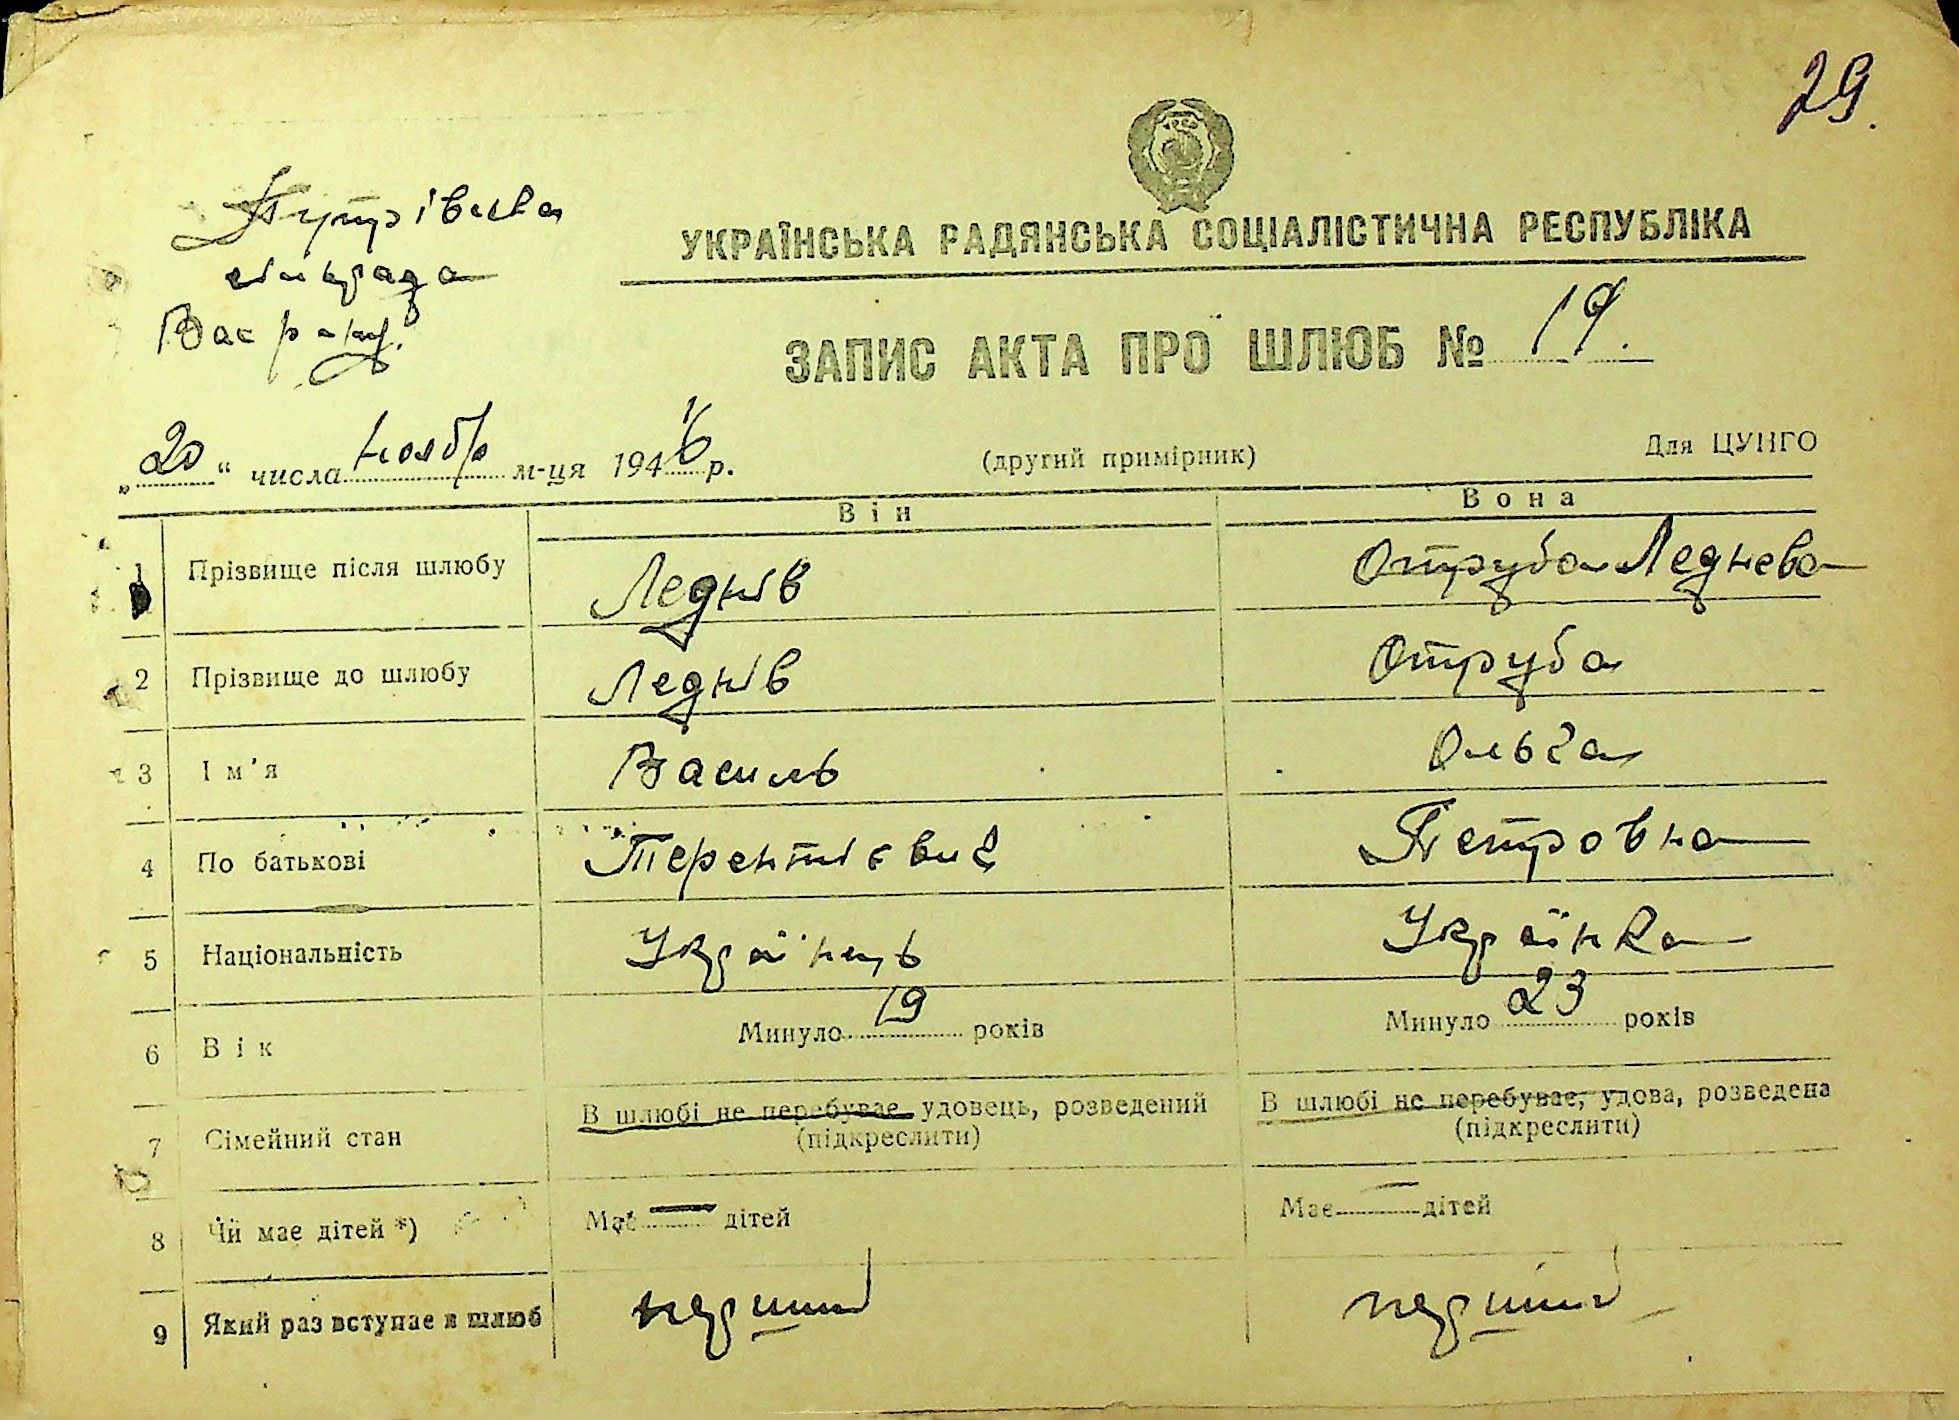 29.
Путрівська
сільрада
Вас р-ну.
УКРАЇНСЬКА РАДЯНСЬКА СОЦІАЛІСТИЧНА РЕСПУБЛІКА
ЗАПИС АКТА ПРО ШЛЮБ №
„20“ числа ноябр м-ця 1946 р.
(другий примірник)
Для ЦУНГО
Він
Вона
1 Прізвище після шлюбу Леднів Отруба Леднева
2 Прізвище до шлюбу Леднів Отруба
3 Ім’я Василь Ольга
4 По батькові Терентієвич Петровна
5 Національність Українець Українка
6 Вік Минуло 19 років Минуло 23 років
7 Сімейний стан В шлюбі не перебуває, удовець, розведений (підкреслити) В шлюбі не перебуває, удова, розведена (підкреслити)
8 Чи має дітей *) Має — дітей Має — дітей
9 Який раз вступає в шлюб перший перший